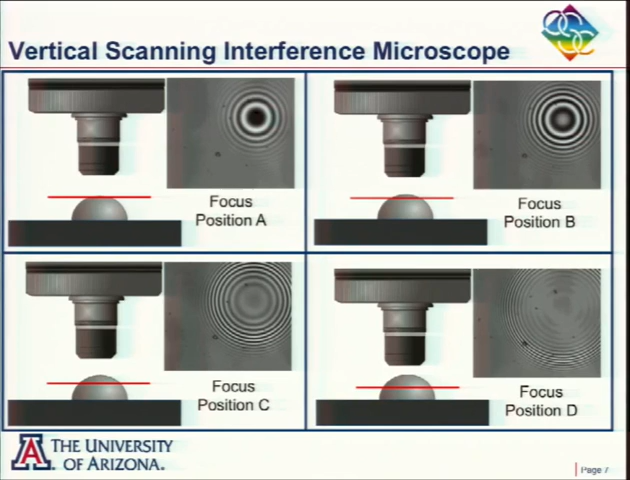 Vertical Scanning Interference Microscope
Focus
Position A
Focus
Position B
Focus
Position C
Focus
Position D
A THE UNIVERSITY
OF ARIZONA.
Page 7